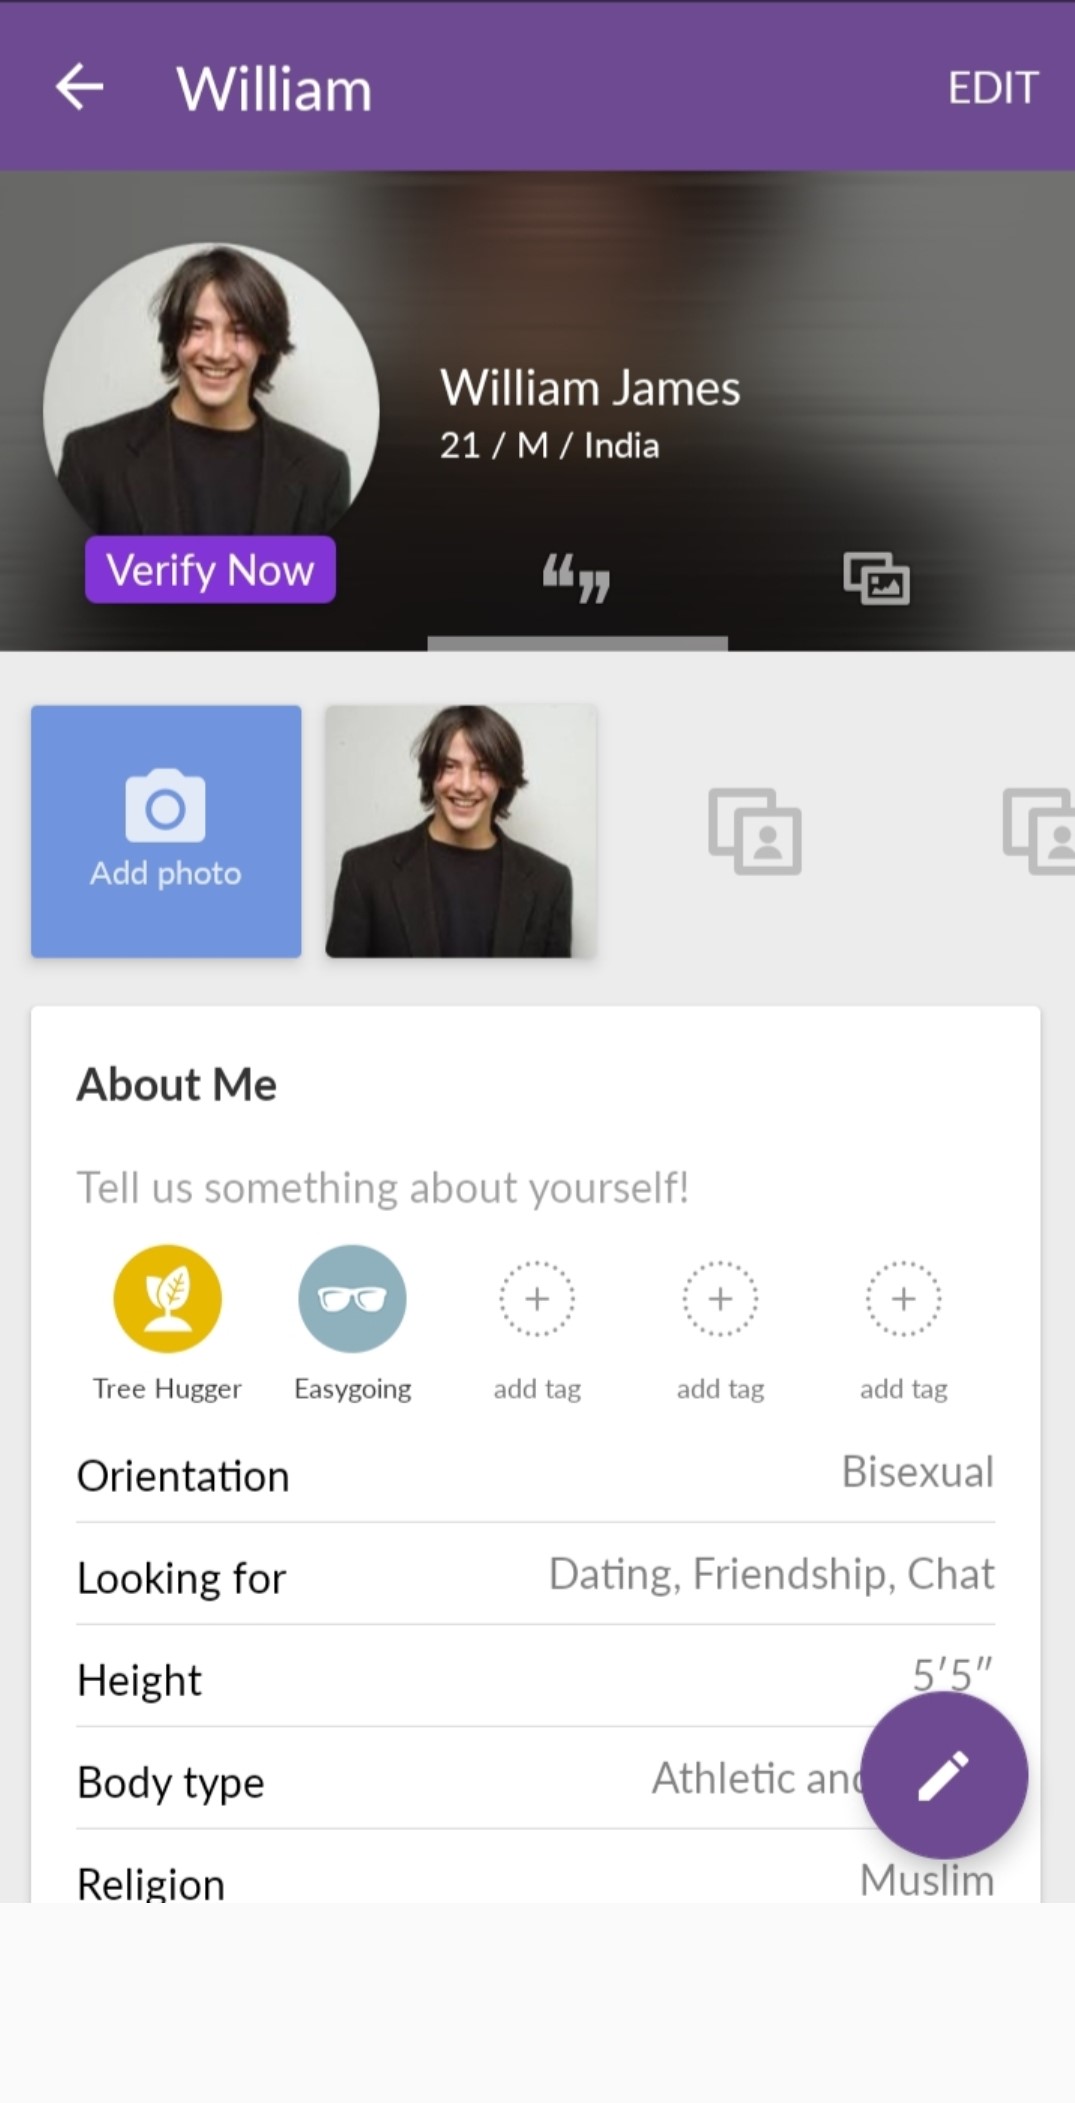 William
EDIT
William James
21 / M / India
Verify Now
Add photo
About Me
Tell us something about yourself!
Tree Hugger
Easygoing
add tag
add tag
add tag
Orientation
Bisexual
Looking for
Dating, Friendship, Chat
Height
5'5"
Body type
Athletic and
Religion
Muslim